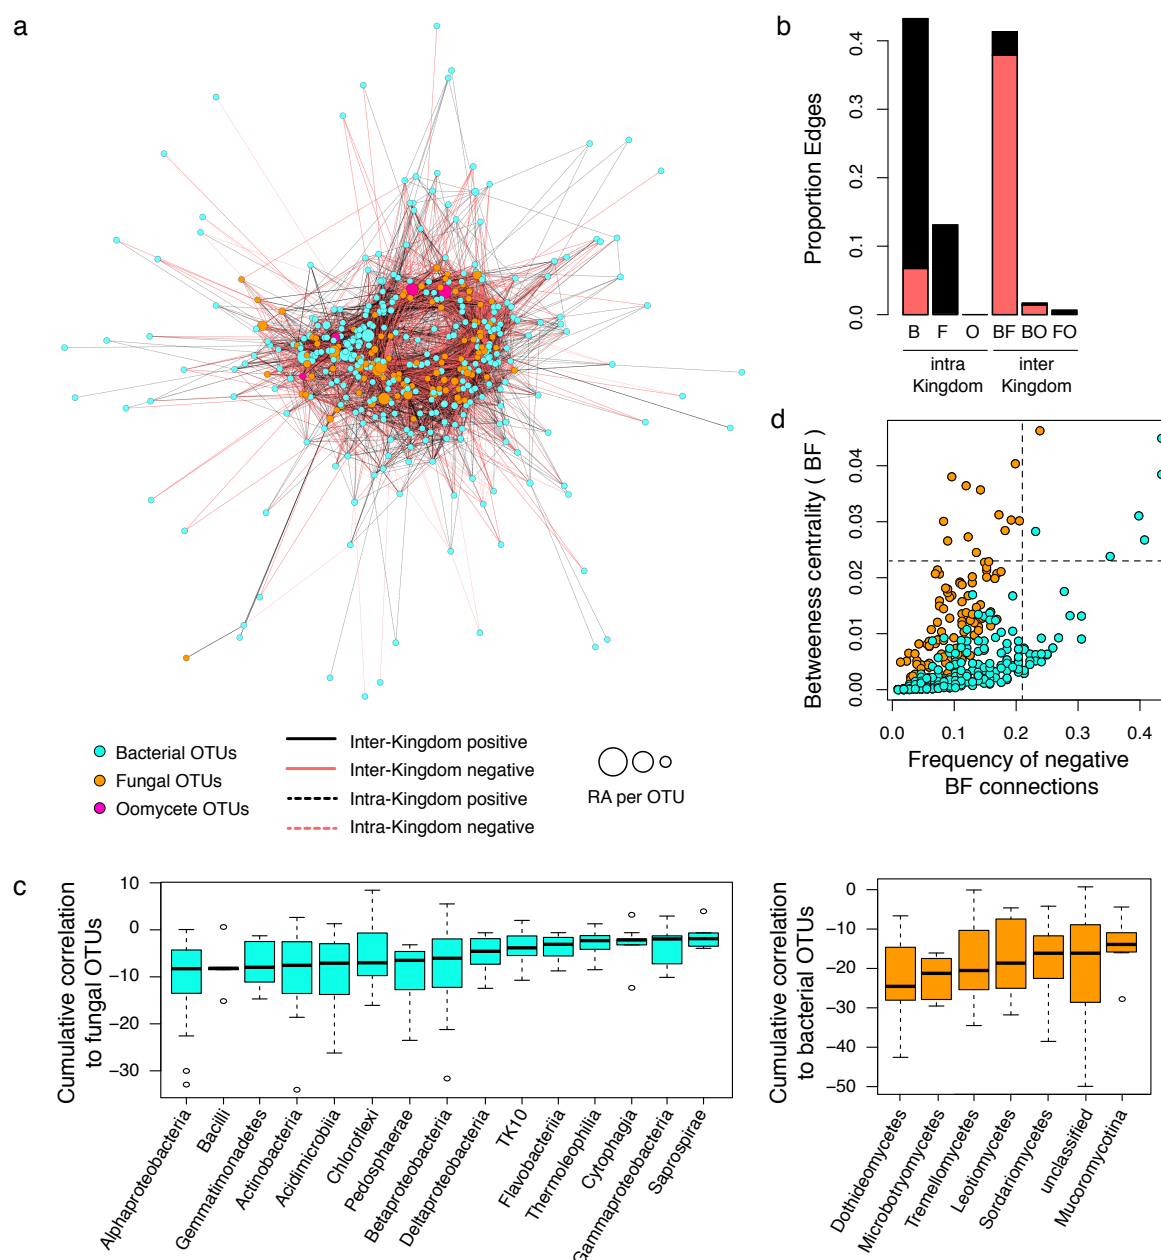 a
b
Proportion Edges
0.0
0.1
0.2
0.3
0.4
B F O BF BO FO
intra Kingdom
inter Kingdom
d
Betweeness centrality ( BF )
0.00
0.01
0.02
0.03
0.04
0.0 0.1 0.2 0.3 0.4
Frequency of negative
BF connections
Bacterial OTUs
Fungal OTUs
Oomycete OTUs
Inter-Kingdom positive
Inter-Kingdom negative
Intra-Kingdom positive
Intra-Kingdom negative
RA per OTU
c
Cumulative correlation
to fungal OTUs
10
0
−10
−20
−30
Alphaproteobacteria
Bacilli
Gemmatimonadetes
Actinobacteria
Acidimicrobiia
Chloroflexi
Pedosphaerae
Betaproteobacteria
Deltaproteobacteria
TK10
Flavobacteriia
Thermoleophilia
Cytophagia
Gammaproteobacteria
Saprospirae
Cumulative correlation
to bacterial OTUs
0
−10
−20
−30
−40
−50
Dothideomycetes
Microbotryomycetes
Tremellomycetes
Leotiomycetes
Sordariomycetes
unclassified
Mucoromycotina